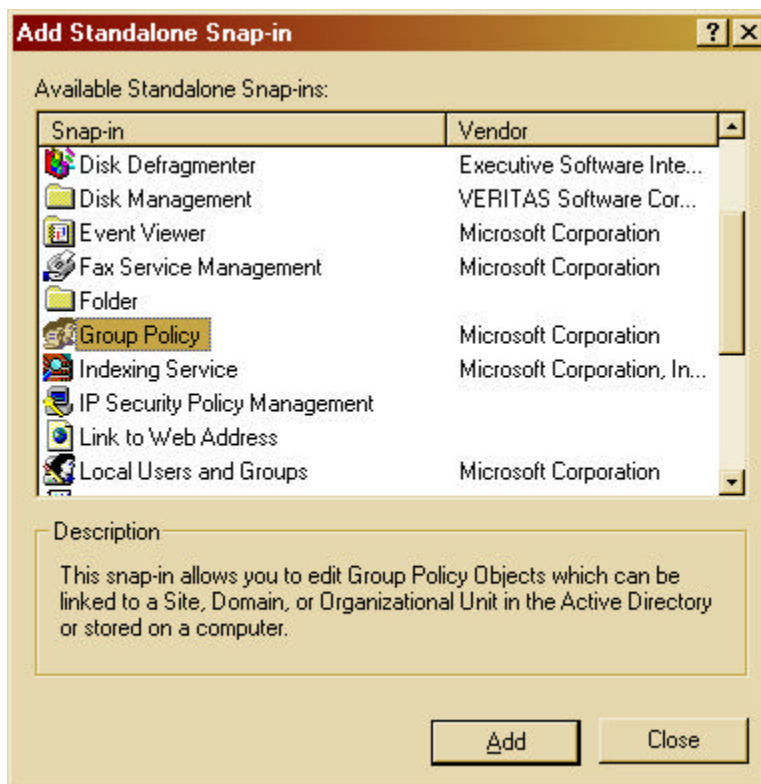 Add Standalone Snap-in
Available Standalone Snap-ins:
Snap-in Vendor
Disk Defragmenter Executive Software Inte...
Disk Management VERITAS Software Cor...
Event Viewer Microsoft Corporation
Fax Service Management Microsoft Corporation
Folder
Group Policy Microsoft Corporation
Indexing Service Microsoft Corporation, In...
IP Security Policy Management
Link to Web Address
Local Users and Groups Microsoft Corporation
Description
This snap-in allows you to edit Group Policy Objects which can be
linked to a Site, Domain, or Organizational Unit in the Active Directory
or stored on a computer.
Add Close